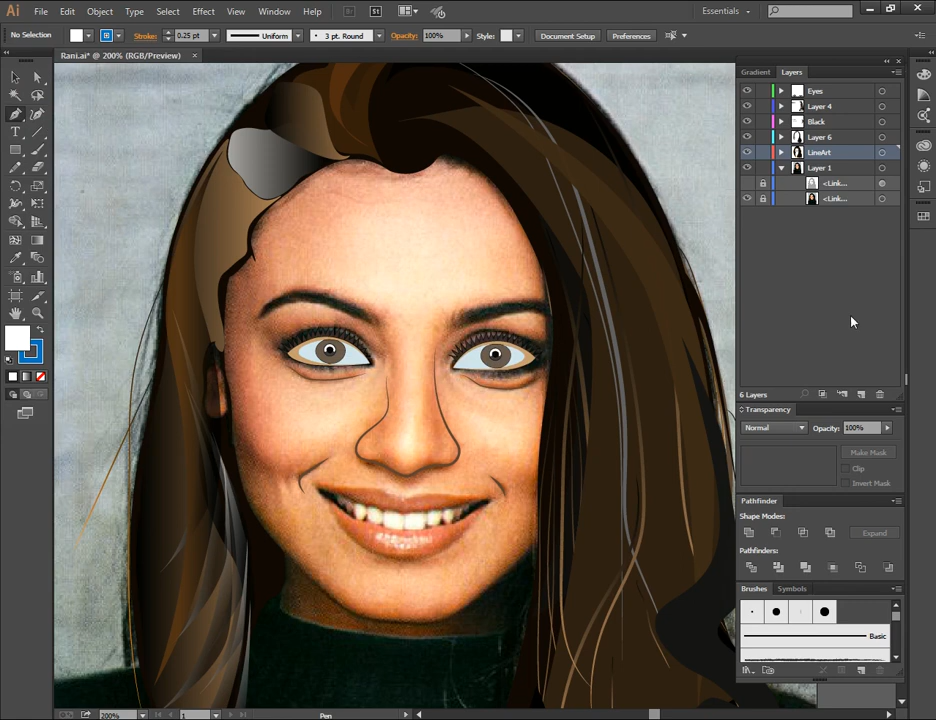 Ai File Edit Object Type Select Effect View Window Help Br St Essentials
No Selection Stroke: 0.25 pt Uniform 3 pt. Round Opacity: 100% Style: Document Setup Preferences
Rani.ai* @ 200% (RGB/Preview) ×
Gradient Layers
Eyes
Layer 4
Black
Layer 6
LineArt
Layer 1
<Link...
<Link...
6 Layers
Transparency
Normal Opacity: 100%
Make Mask
Clip
Invert Mask
Pathfinder
Shape Modes:
Expand
Pathfinders:
Brushes Symbols
Basic
200% 1 Pen